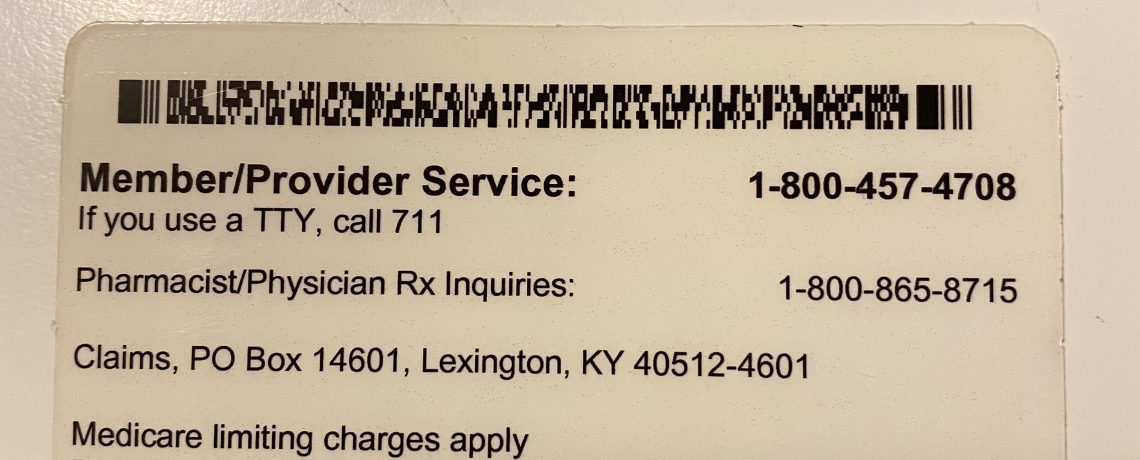 Member/Provider Service: 1-800-457-4708
If you use a TTY, call 711
Pharmacist/Physician Rx Inquiries: 1-800-865-8715
Claims, PO Box 14601, Lexington, KY 40512-4601
Medicare limiting charges apply